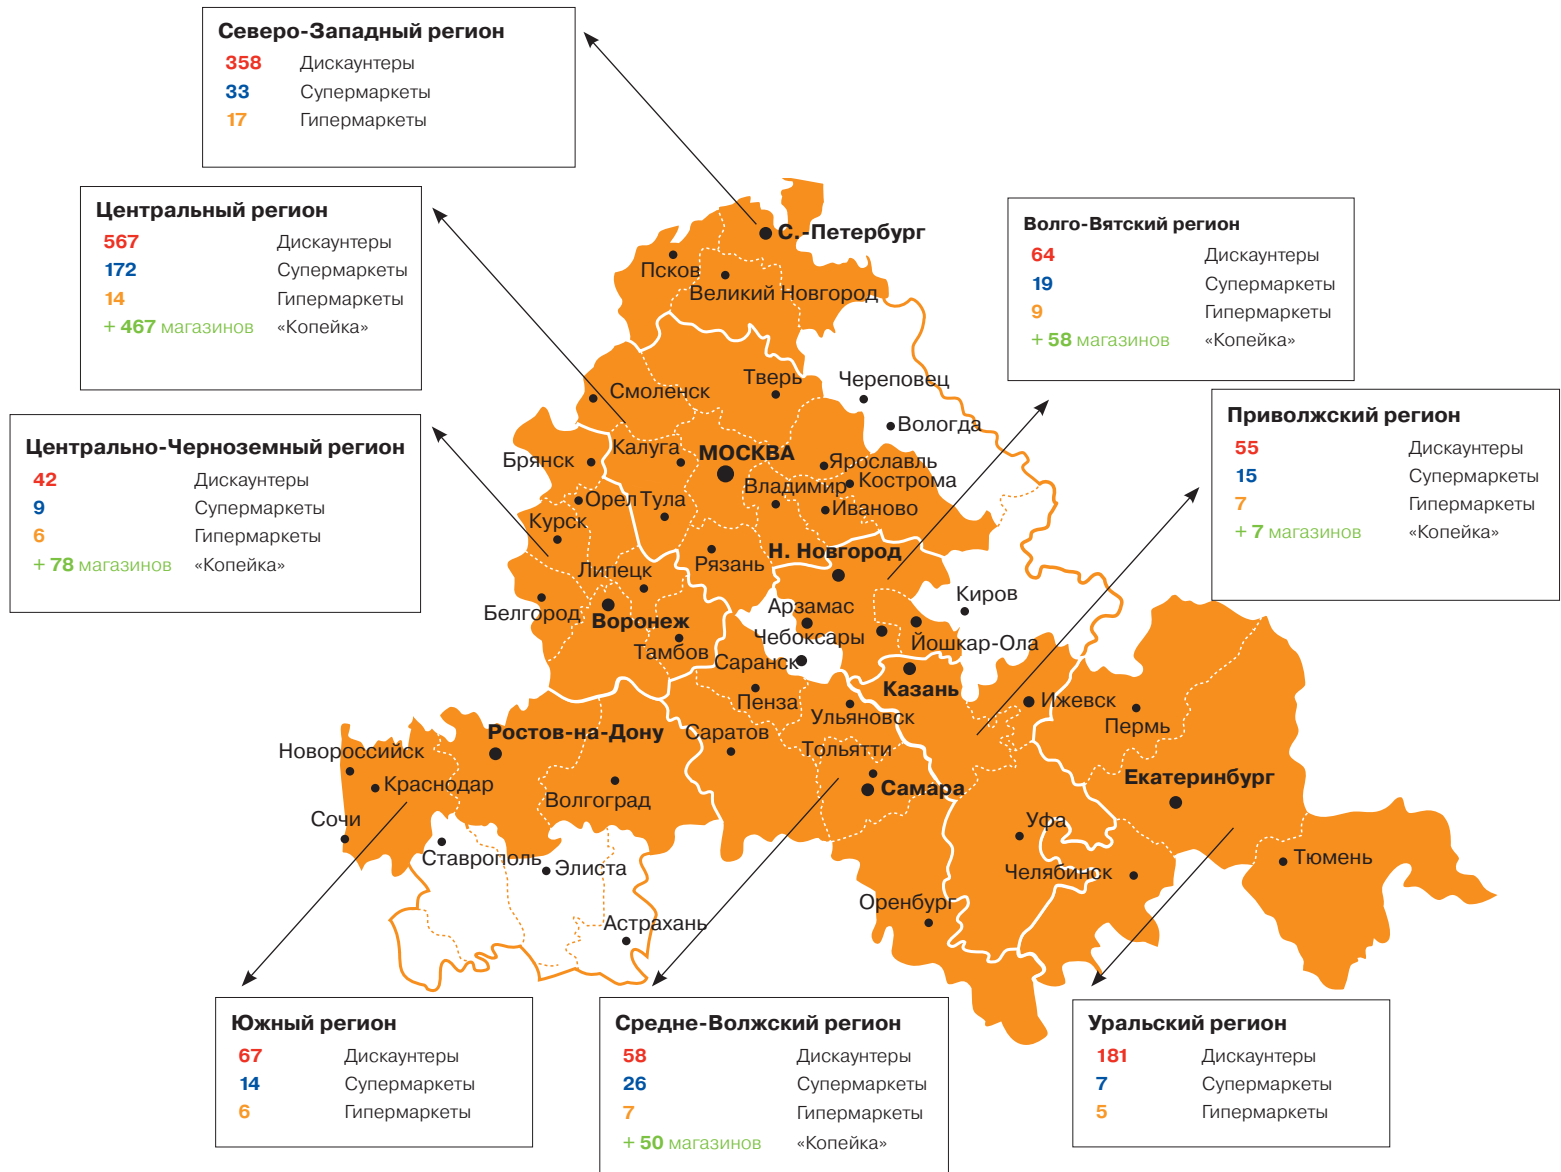 Северо-Западный регион
358 Дискаунтеры
33 Супермаркеты
17 Гипермаркеты
Центральный регион
567 Дискаунтеры
172 Супермаркеты
14 Гипермаркеты
+ 467 магазинов «Копейка»
Центрально-Черноземный регион
42 Дискаунтеры
9 Супермаркеты
6 Гипермаркеты
+ 78 магазинов «Копейка»
Волго-Вятский регион
64 Дискаунтеры
19 Супермаркеты
9 Гипермаркеты
+ 58 магазинов «Копейка»
Приволжский регион
55 Дискаунтеры
15 Супермаркеты
7 Гипермаркеты
+ 7 магазинов «Копейка»
С.-Петербург
Псков
Великий Новгород
Тверь
Череповец
Смоленск
Вологда
Калуга
МОСКВА
Ярославль
Брянск
Владимир
Кострома
Орел
Тула
Иваново
Курск
Н. Новгород
Рязань
Липецк
Киров
Белгород
Арзамас
Воронеж
Чебоксары
Йошкар-Ола
Тамбов
Саранск
Казань
Пенза
Ижевск
Ульяновск
Пермь
Ростов-на-Дону
Саратов
Новороссийск
Тольятти
Екатеринбург
Краснодар
Самара
Волгоград
Сочи
Уфа
Ставрополь
Тюмень
Элиста
Челябинск
Оренбург
Астрахань
Южный регион
67 Дискаунтеры
14 Супермаркеты
6 Гипермаркеты
Средне-Волжский регион
58 Дискаунтеры
26 Супермаркеты
7 Гипермаркеты
+ 50 магазинов «Копейка»
Уральский регион
181 Дискаунтеры
7 Супермаркеты
5 Гипермаркеты